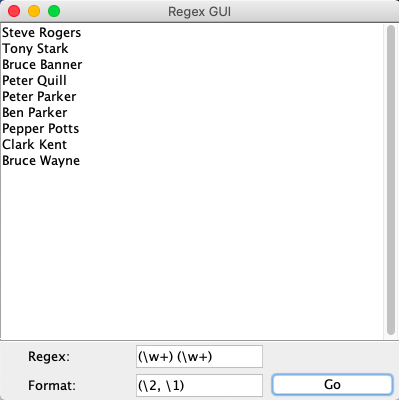 Regex GUI
Steve Rogers
Tony Stark
Bruce Banner
Peter Quill
Peter Parker
Ben Parker
Pepper Potts
Clark Kent
Bruce Wayne
Regex: (\w+) (\w+)
Format: (\2, \1) Go